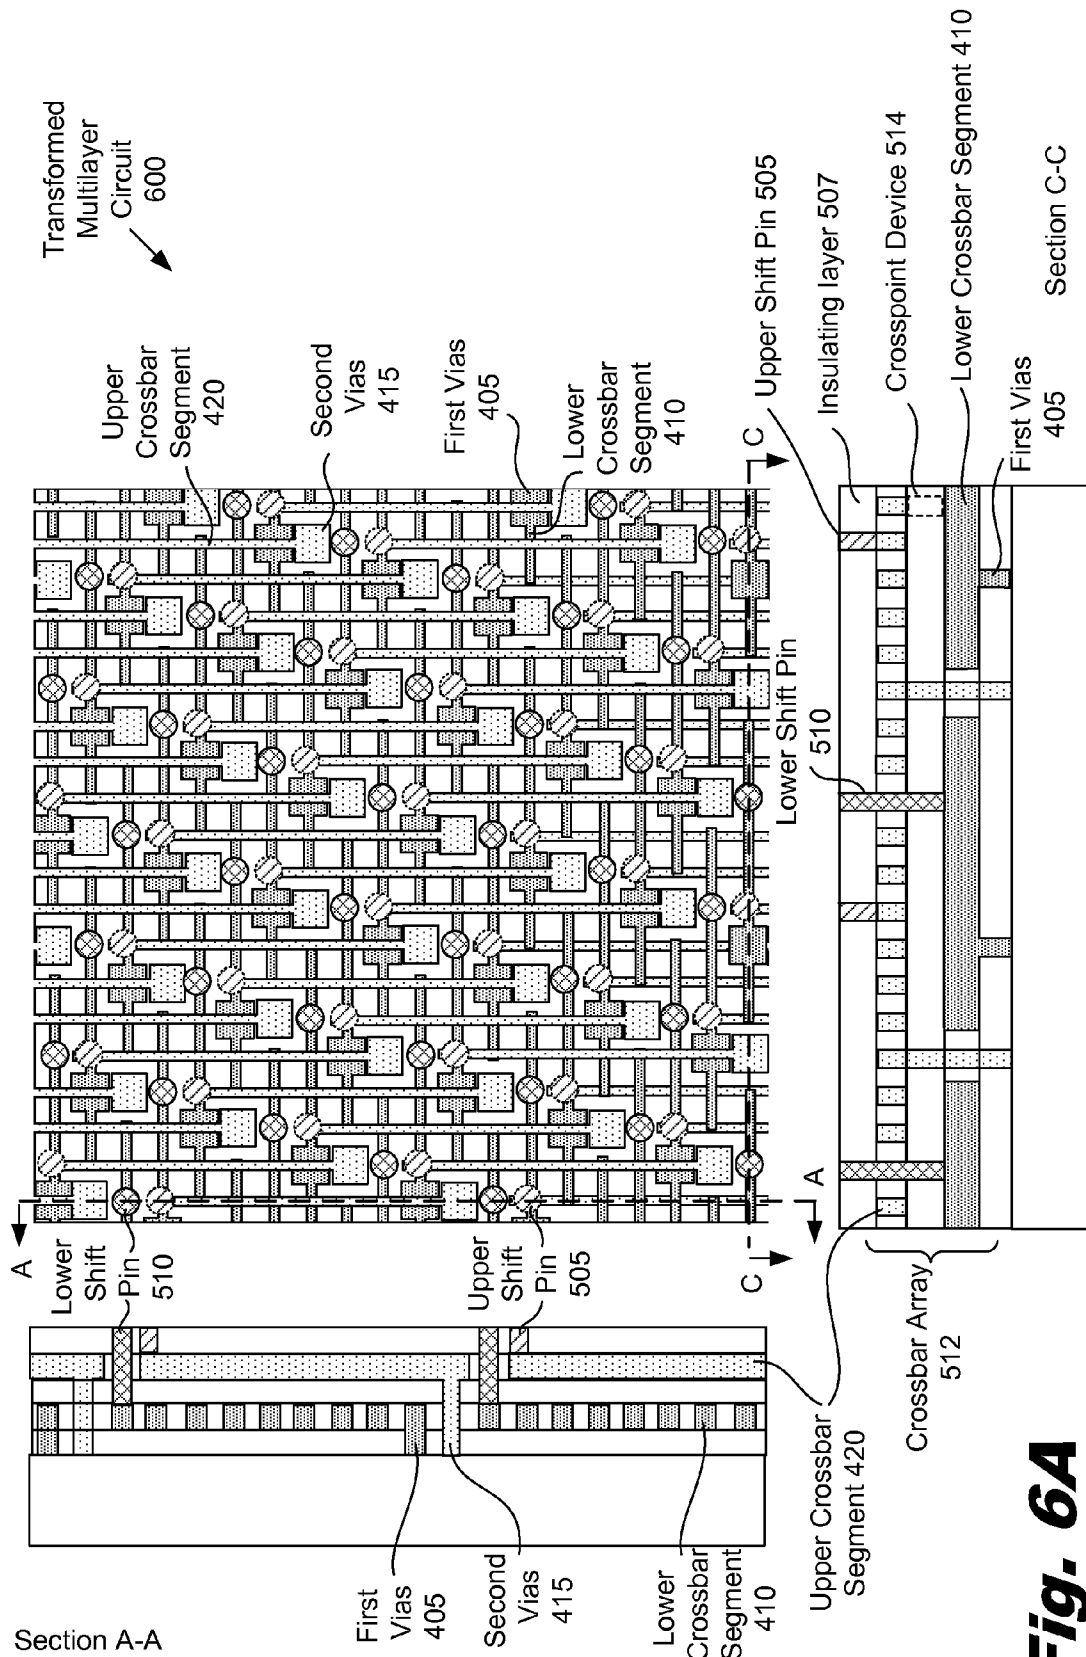 Transformed
Multilayer
Circuit
600
Upper
Crossbar
Segment
420
Second
Vias
415
First Vias
405
Lower
Crossbar
Segment
410
A
A
C
C
Lower
Shift
Pin
510
Upper
Shift
Pin
505
Section A-A
First
Vias
405
Second
Vias
415
Lower
Crossbar
Segment
410
Upper Shift Pin 505
Insulating layer 507
Crosspoint Device 514
Lower Crossbar Segment 410
First Vias
405
Section C-C
Lower Shift Pin
510
Crossbar Array
512
Upper Crossbar
Segment 420
Fig. 6A